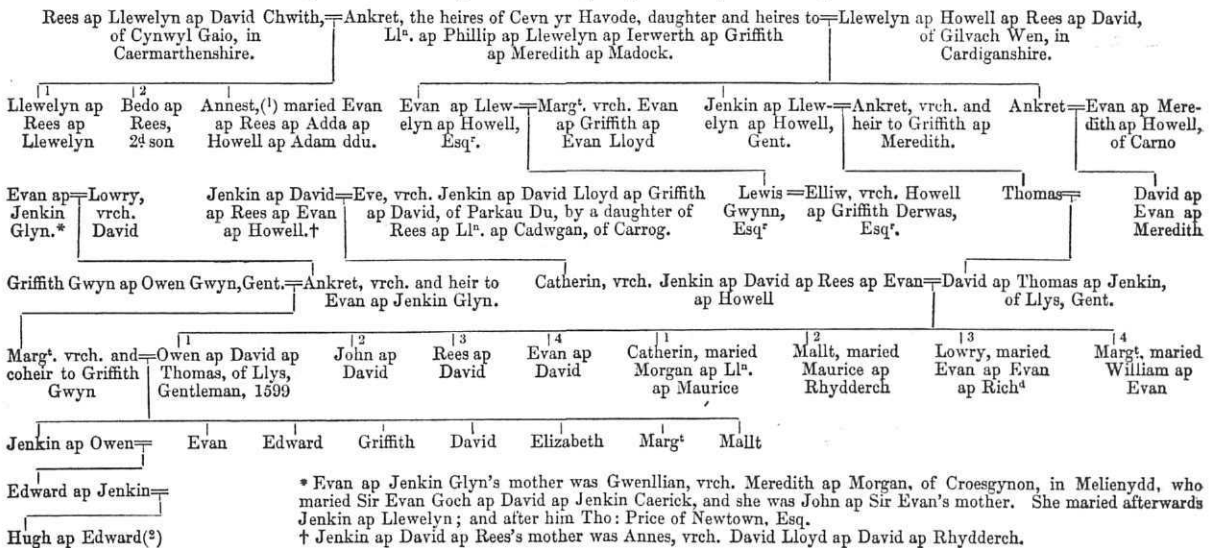 Rees ap Llewelyn ap David Chwith, = Ankret, the heires of Cevn yr Havode, daughter and heires to = Llewelyn ap Howell ap Rees ap David,
of Cynwyl Gaio, in Llⁿ. ap Phillip ap Llewelyn ap Ierwerth ap Griffith of Gilvach Wen, in
Caermarthenshire. ap Meredith ap Madock. Cardiganshire.
1 2
Llewelyn ap Bedo ap Annest,(¹) maried Evan Evan ap Llew- = Margᵗ. vrch. Evan Jenkin ap Llew- = Ankret, vrch. and Ankret = Evan ap Mere-
Rees ap Rees, ap Rees ap Adda ap elyn ap Howell, ap Griffith ap elyn ap Howell, heir to Griffith ap dith ap Howell,
Llewelyn 2ᵈ son Howell ap Adam ddu. Esqʳ. Evan Lloyd Gent. Meredith. of Carno
Evan ap = Lowry, Jenkin ap David = Eve, vrch. Jenkin ap David Lloyd ap Griffith Lewis = Elliw, vrch. Howell Thomas = David ap
Jenkin vrch. ap Rees ap Evan ap David, of Parkau Du, by a daughter of Gwynn, ap Griffith Derwas, Evan ap
Glyn.* David ap Howell.† Rees ap Llⁿ. ap Cadwgan, of Carrog. Esqʳ Esqʳ. Meredith
Griffith Gwyn ap Owen Gwyn, Gent. = Ankret, vrch. and heir to Catherin, vrch. Jenkin ap David ap Rees ap Evan = David ap Thomas ap Jenkin,
Evan ap Jenkin Glyn. ap Howell of Llys, Gent.
1 2 3 4 1 2 3 4
Margᵗ. vrch. and = Owen ap David ap John ap Rees ap Evan ap Catherin, maried Mallt, maried Lowry, maried Margᵗ, maried
coheir to Griffith Thomas, of Llys, David David David Morgan ap Llⁿ. Maurice ap Evan ap Evan William ap
Gwyn Gentleman, 1599 ap Maurice Rhydderch ap Richᵈ Evan
Jenkin ap Owen = Evan Edward Griffith David Elizabeth Margᵗ Mallt
Edward ap Jenkin =
Hugh ap Edward(²)
* Evan ap Jenkin Glyn's mother was Gwenllian, vrch. Meredith ap Morgan, of Croesgynon, in Melienydd, who
maried Sir Evan Goch ap David ap Jenkin Caerick, and she was John ap Sir Evan's mother. She maried afterwards
Jenkin ap Llewelyn; and after him Tho: Price of Newtown, Esq.
† Jenkin ap David ap Rees's mother was Annes, vrch. David Lloyd ap David ap Rhydderch.